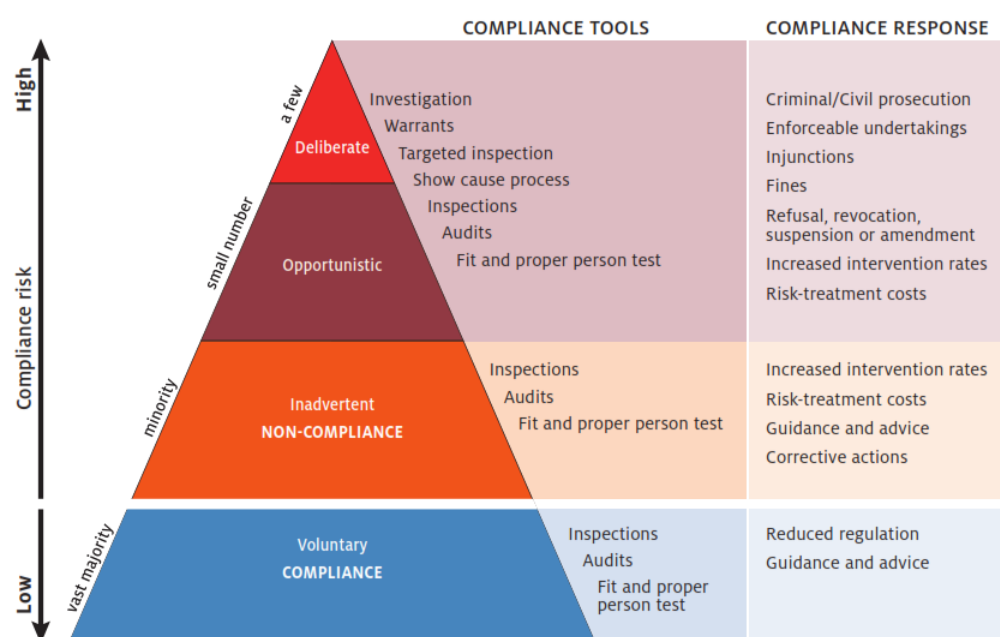 COMPLIANCE TOOLS
COMPLIANCE RESPONSE
High
Compliance risk
Low
a few
small number
minority
vast majority
Deliberate
Opportunistic
Inadvertent
NON-COMPLIANCE
Voluntary
COMPLIANCE
Investigation
Warrants
Targeted inspection
Show cause process
Inspections
Audits
Fit and proper person test
Criminal/Civil prosecution
Enforceable undertakings
Injunctions
Fines
Refusal, revocation,
suspension or amendment
Increased intervention rates
Risk-treatment costs
Inspections
Audits
Fit and proper person test
Increased intervention rates
Risk-treatment costs
Guidance and advice
Corrective actions
Inspections
Audits
Fit and proper
person test
Reduced regulation
Guidance and advice